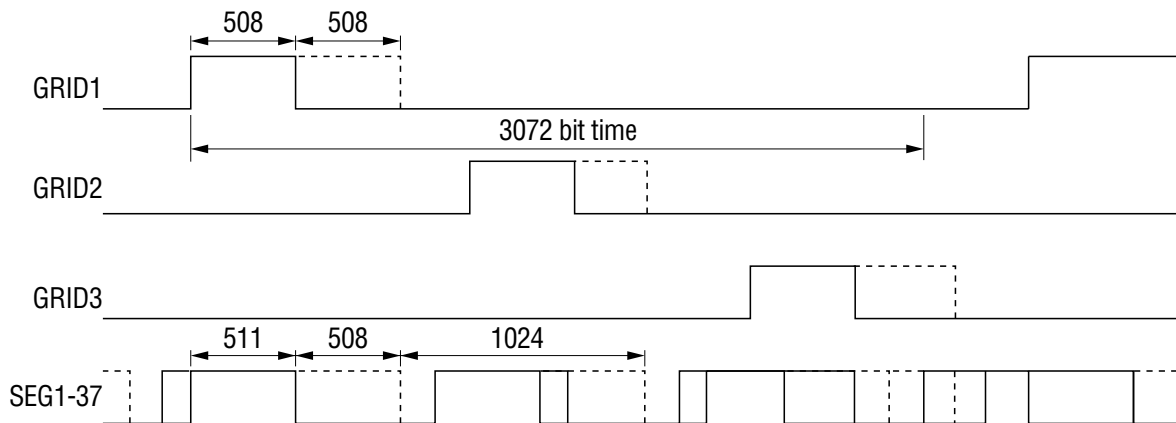 508 508
GRID1
3072 bit time
GRID2
GRID3
511 508 1024
SEG1-37